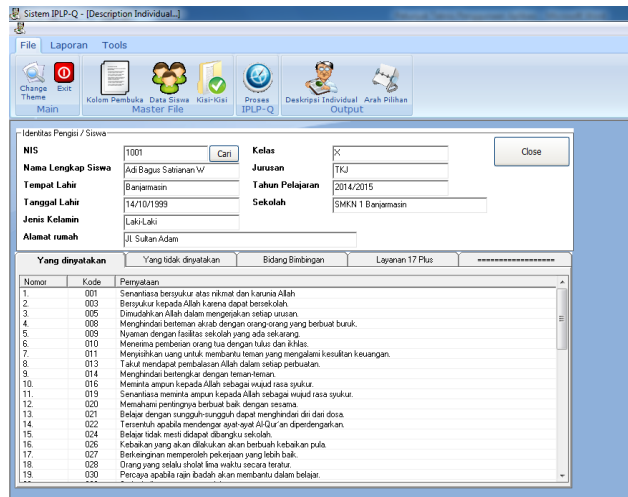 Sistem IPLP-Q - [Description Individual...]
File Laporan Tools
Change Theme Exit Kolom Pembuka Data Siswa Kisi-Kisi Proses IPLP-Q Deskripsi Individual Arah Pilihan
Main Master File Output
Identitas Pengisi / Siswa
NIS 1001 Cari Kelas X Close
Nama Lengkap Siswa Adi Bagus Satrianan W Jurusan TKJ
Tempat Lahir Banjarmasin Tahun Pelajaran 2014/2015
Tanggal Lahir 14/10/1999 Sekolah SMKN 1 Banjarmasin
Jenis Kelamin Laki-Laki
Alamat rumah Jl. Sultan Adam
Yang dinyatakan Yang tidak dinyatakan Bidang Bimbingan Layanan 17 Plus ==================
Nomor Kode Pernyataan
1. 001 Senantiasa bersyukur atas nikmat dan karunia Allah
2. 003 Bersyukur kepada Allah karena dapat bersekolah.
3. 005 Dimudahkan Allah dalam mengerjakan setiap urusan.
4. 008 Menghindari berteman akrab dengan orang-orang yang berbuat buruk.
5. 009 Nyaman dengan fasilitas sekolah yang ada sekarang.
6. 010 Menerima pemberian orang tua dengan tulus dan ikhlas.
7. 011 Menyisihkan uang untuk membantu teman yang mengalami kesulitan keuangan.
8. 013 Takut mendapat pembalasan Allah dalam setiap perbuatan.
9. 014 Menghindari bertengkar dengan teman-teman.
10. 016 Meminta ampun kepada Allah sebagai wujud rasa syukur.
11. 019 Senantiasa meminta ampun kepada Allah sebagai wujud rasa syukur.
12. 020 Memahami pentingnya berbuat baik dengan sesama.
13. 021 Belajar dengan sungguh-sungguh dapat menghindari diri dari dosa.
14. 022 Tersentuh apabila mendengar ayat-ayat Al-Qur'an diperdengarkan.
15. 024 Belajar tidak mesti didapat dibangku sekolah.
16. 026 Kebaikan yang akan dilakukan akan berbuah kebaikan pula.
17. 027 Berkeinginan memperoleh pekerjaan yang lebih baik.
18. 028 Orang yang selalu sholat lima waktu secara teratur.
19. 030 Percaya apabila rajin ibadah akan membantu dalam belajar.